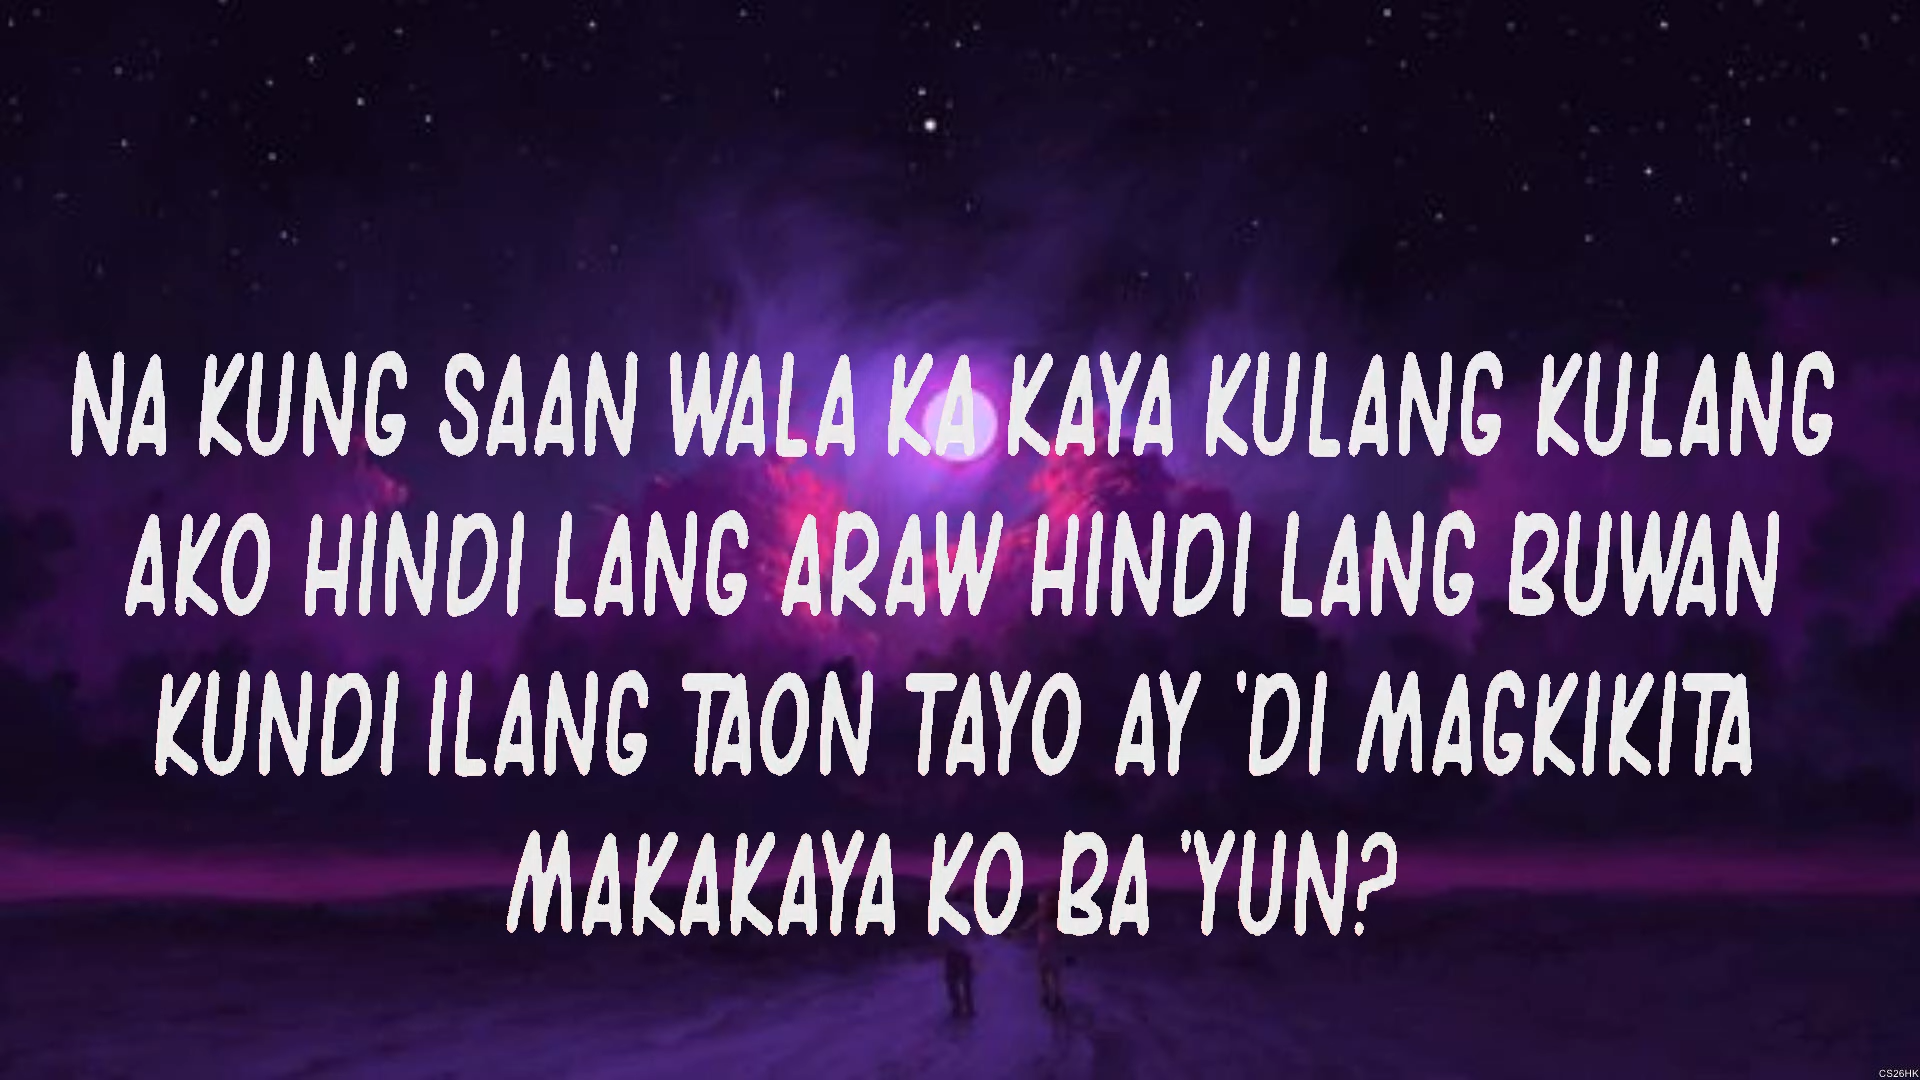 NA KUNG SAAN WALA KA KAYA KULANG KULANG
AKO HINDI LANG ARAW HINDI LANG BUWAN
KUNDI ILANG TAON TAYO AY 'DI MAGKIKITA
MAKAKAYA KO BA 'YUN?
CS26HK